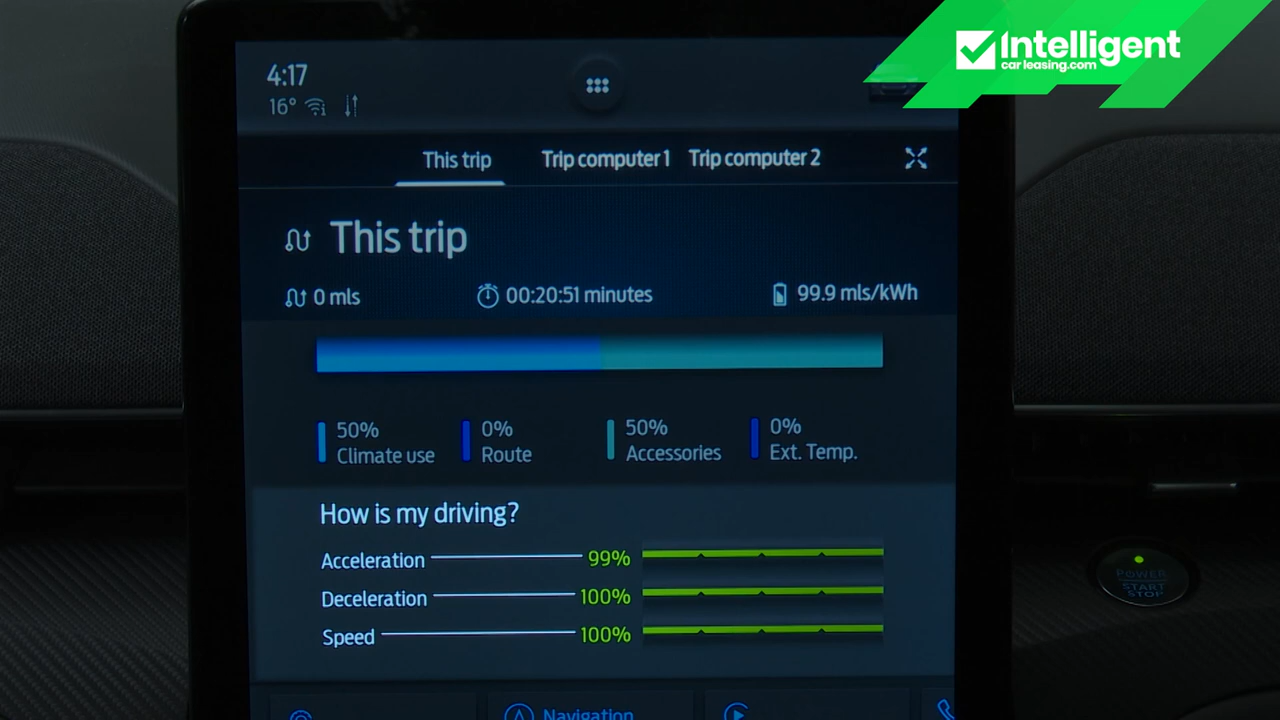 Intelligent
carleasing.com
4:17
16°
This trip
Trip computer 1
Trip computer 2
This trip
0 mls
00:20:51 minutes
99.9 mls/kWh
50%
Climate use
0%
Route
50%
Accessories
0%
Ext. Temp.
How is my driving?
Acceleration 99%
Deceleration 100%
Speed 100%
POWER
START
STOP
Navigation